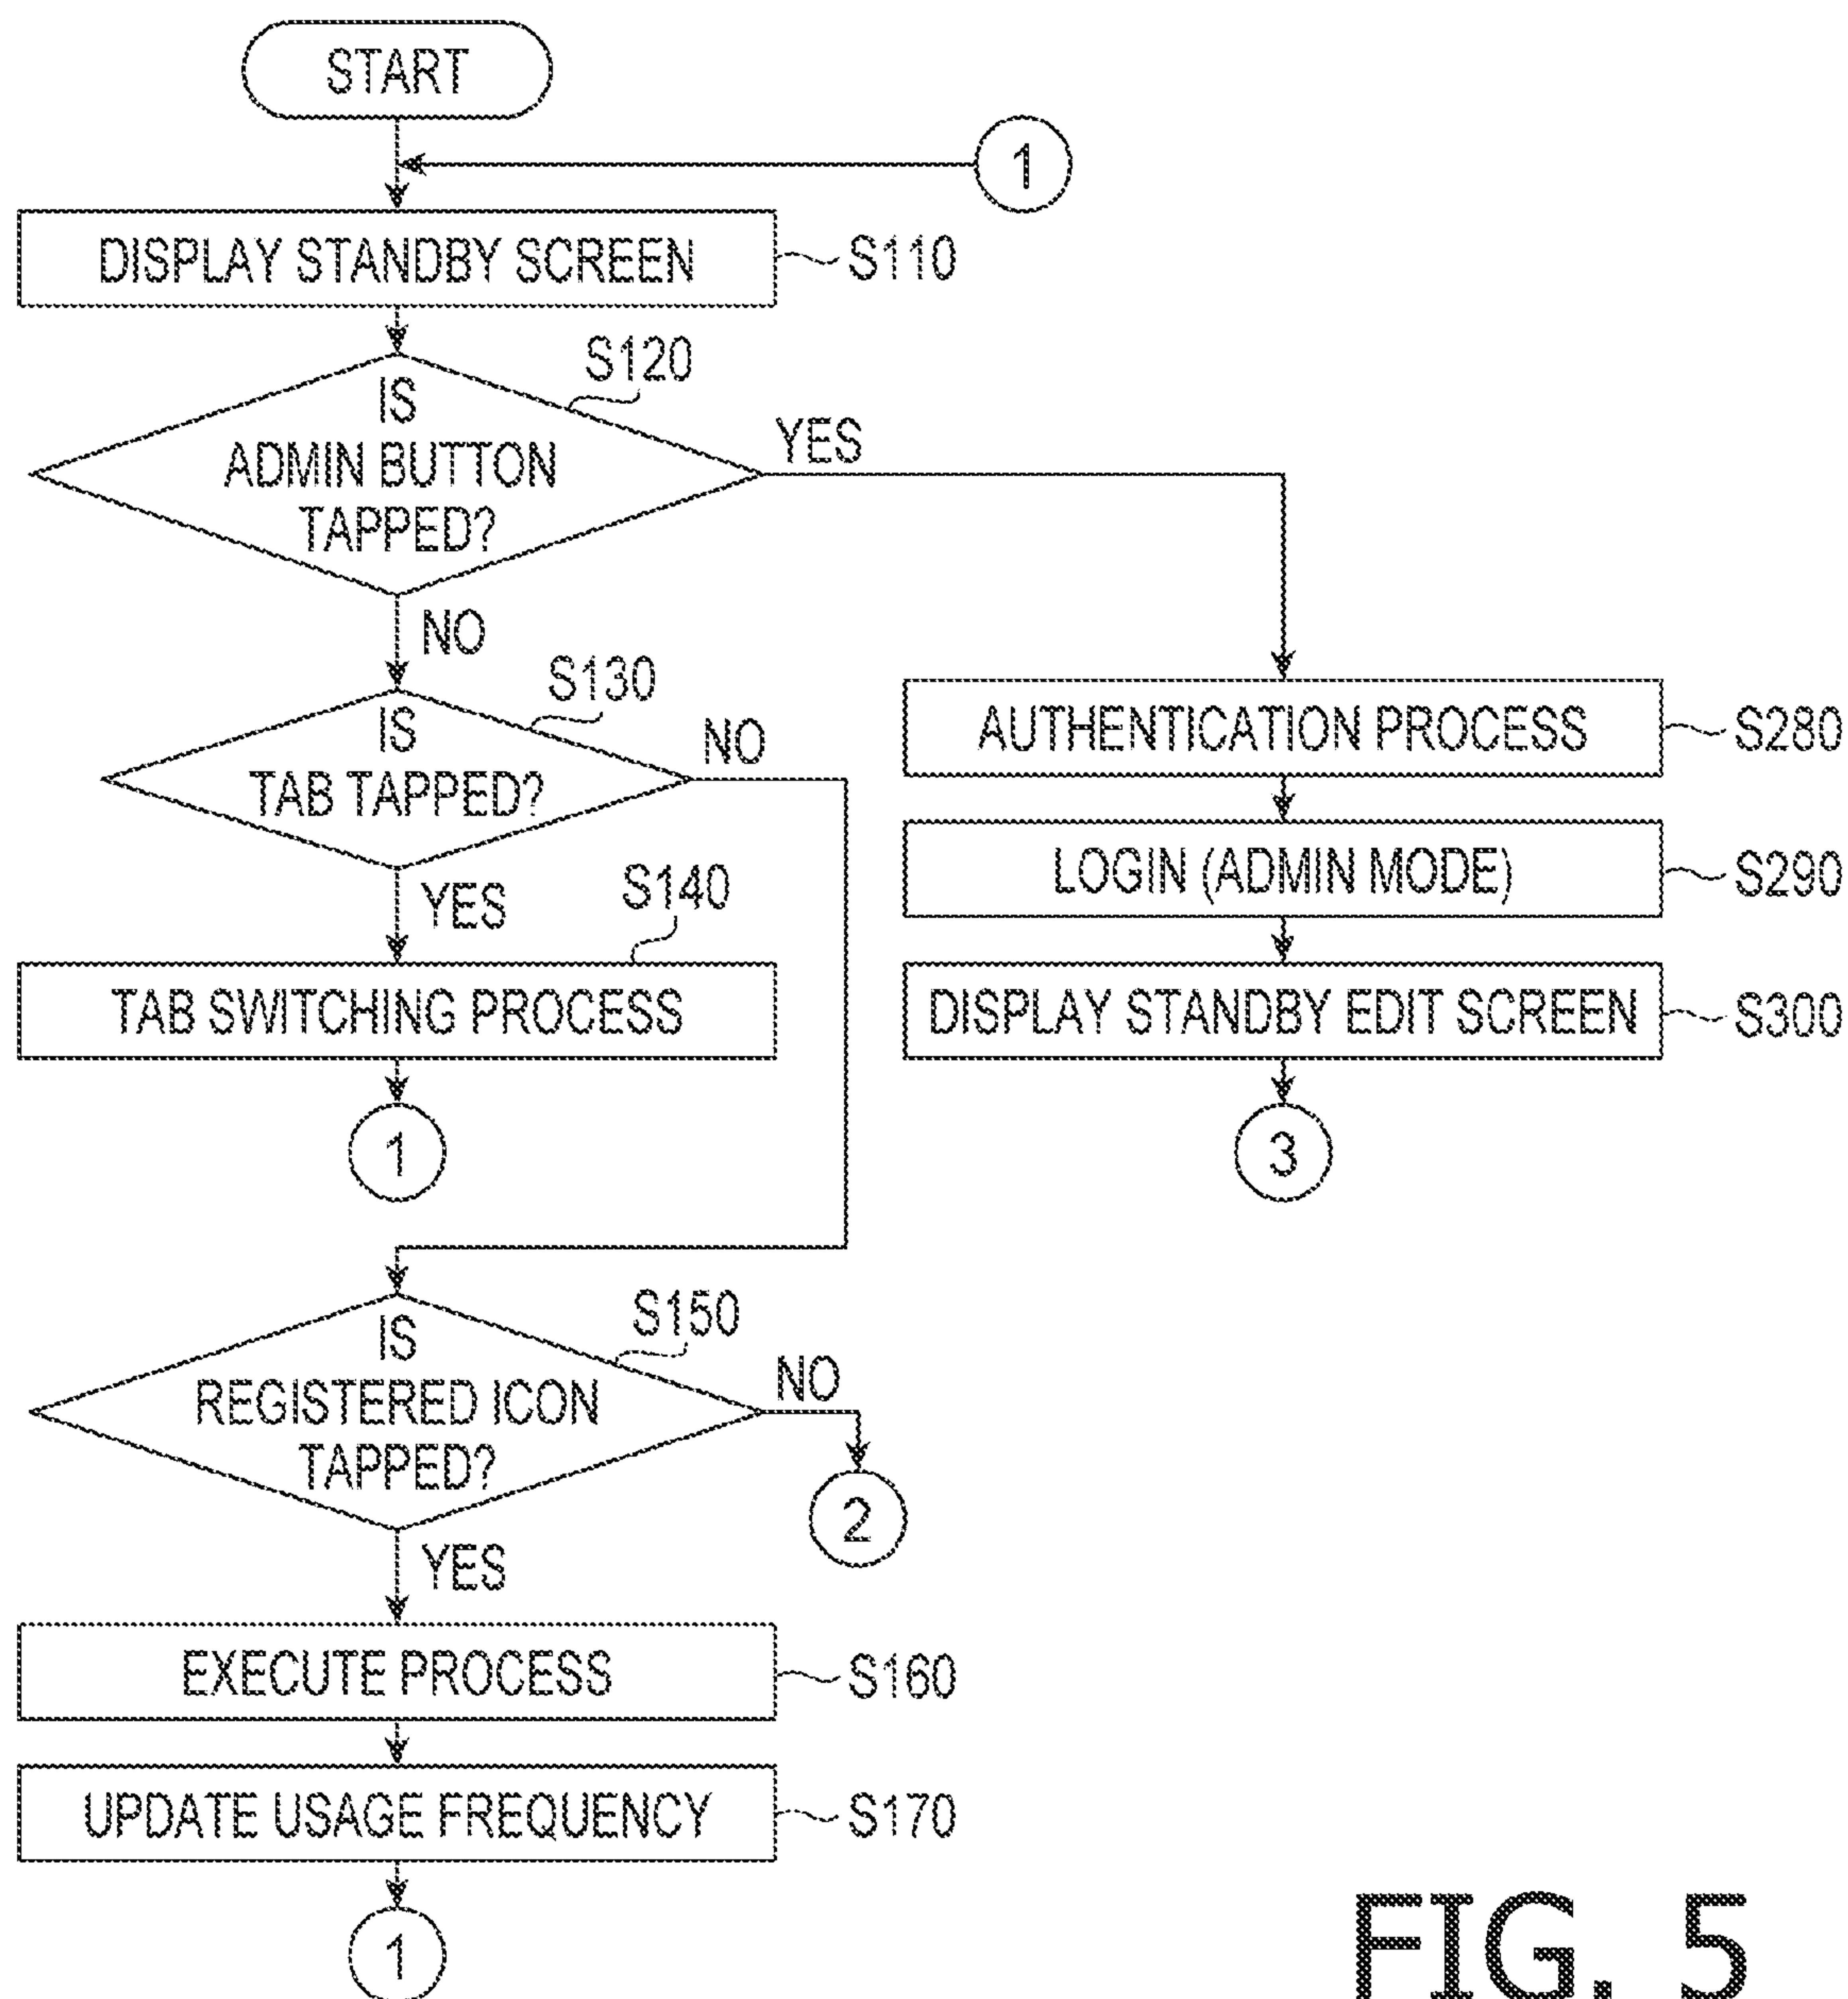 START
1
DISPLAY STANDBY SCREEN
S110
S120
IS
ADMIN BUTTON
TAPPED?
YES
NO
S130
IS
TAB TAPPED?
NO
YES
S140
TAB SWITCHING PROCESS
1
AUTHENTICATION PROCESS
S280
LOGIN (ADMIN MODE)
S290
DISPLAY STANDBY EDIT SCREEN
S300
3
S150
IS
REGISTERED ICON
TAPPED?
NO
2
YES
EXECUTE PROCESS
S160
UPDATE USAGE FREQUENCY
S170
1
FIG. 5